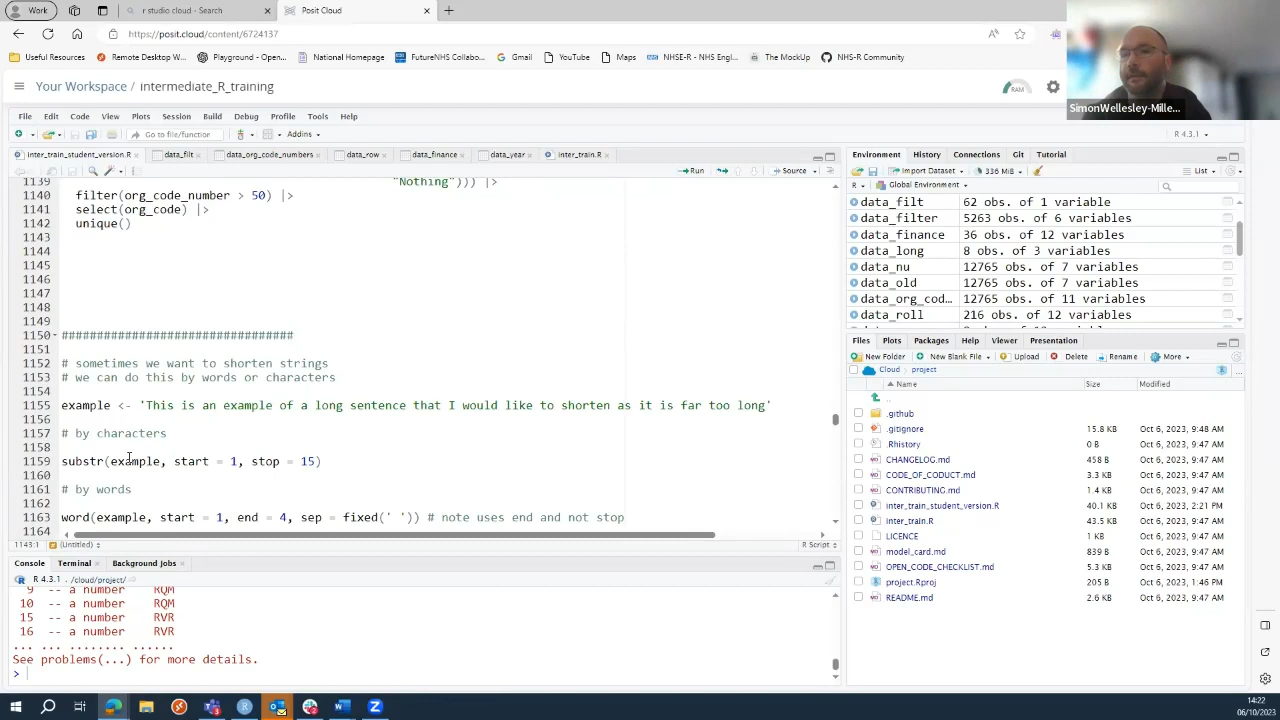 Work
r studio cloud - Search
Posit Cloud
https://posit.cloud/content/6724137
Useful Resources
Remote Desktop W...
Playground - Open...
National Homepage
FutureNHS Collabo...
Gmail
YouTube
Maps
NHSE-R - NHS Engl...
The MockUp
NHS-R Community
SimonWellesley-Mille...
Your Workspace / intermediate_R_training
RAM
File Edit Code View Plots Session Build Debug Profile Tools Help
Go to file/function
Addins
R 4.3.1
inter_train_student_version.R
data_filt
data_org_code_numbers
data_row
data_finance
data_year
inter_train.R
Run
Source
1139 "Nothing"))) |>
1140 filter(org_code_number > 50) |>
1141 select(org_code) |>
1142 unique()
1143
1144
1145
1146
1147
1148
1149
1150 #################################
1151
1152 # sometimes we want to shorten strings
1153 # we can do this by words or characters
1154
1155 example <- 'This is an example of a long sentence that I would like to shorten as it is far too long'
1156
1157 # by characters
1158
1159 substr(example, start = 1, stop = 15)
1160
1161 # by words
1162
1163 word(example, start = 1, end = 4, sep = fixed(' ')) # note uses end and not stop
1164
1143:1 (Untitled) R Script
Console Terminal Background Jobs
R 4.3.1 . /cloud/project/
9 -- a number RQM
10 -- a number RQM
15 -- a number RVR
16 -- a number RVR
... ... ........ ......
See problems(...) for more details.
>
Environment History Connections Git Tutorial
Import Dataset 336 MiB List
R Global Environment
data_filt 62 obs. of 1 variable
data_filter 5263 obs. of 6 variables
data_finance 36 obs. of 12 variables
data_long 8 obs. of 3 variables
data_nu 12765 obs. of 7 variables
data_old 12765 obs. of 7 variables
data_org_cod... 12765 obs. of 11 variables
data_roll 216 obs. of 12 variables
Files Plots Packages Help Viewer Presentation
New Folder New Blank File Upload Delete Rename More
Cloud project
Name Size Modified
..
.github
.gitignore 15.8 KB Oct 6, 2023, 9:48 AM
.Rhistory 0 B Oct 6, 2023, 9:47 AM
CHANGELOG.md 458 B Oct 6, 2023, 9:47 AM
CODE_OF_CODUCT.md 3.3 KB Oct 6, 2023, 9:47 AM
CONTRIBUTING.md 1.4 KB Oct 6, 2023, 9:47 AM
inter_train_student_version.R 40.1 KB Oct 6, 2023, 2:21 PM
inter_train.R 43.5 KB Oct 6, 2023, 9:47 AM
LICENCE 1 KB Oct 6, 2023, 9:47 AM
model_card.md 839 B Oct 6, 2023, 9:47 AM
OPEN_CODE_CHECKLIST.md 5.3 KB Oct 6, 2023, 9:47 AM
project.Rproj 205 B Oct 6, 2023, 1:46 PM
README.md 2.6 KB Oct 6, 2023, 9:47 AM
14:22
06/10/2023